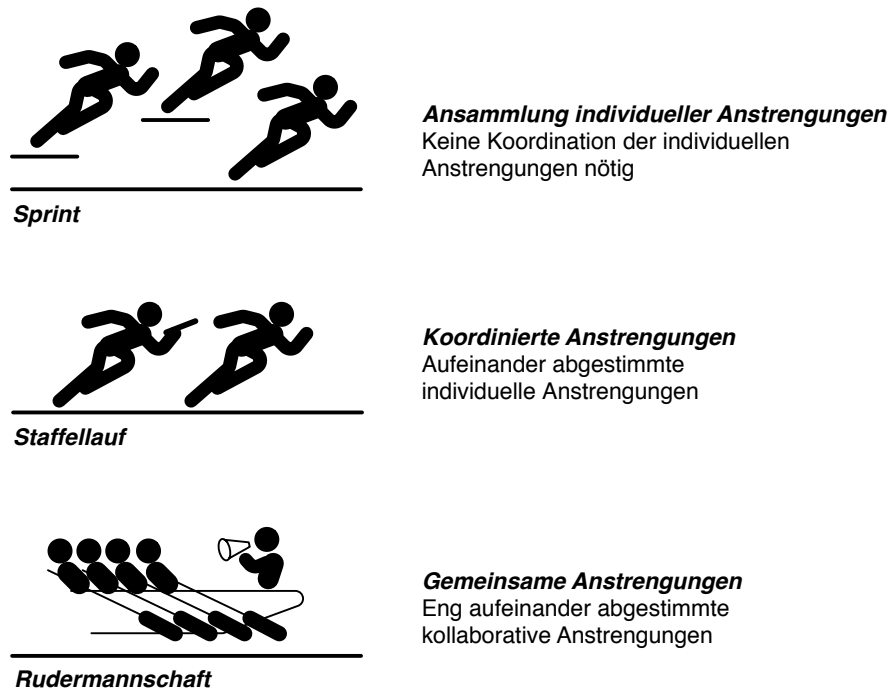 Ansammlung individueller Anstrengungen
Keine Koordination der individuellen
Anstrengungen nötig
Sprint
Koordinierte Anstrengungen
Aufeinander abgestimmte
individuelle Anstrengungen
Staffellauf
Gemeinsame Anstrengungen
Eng aufeinander abgestimmte
kollaborative Anstrengungen
Rudermannschaft